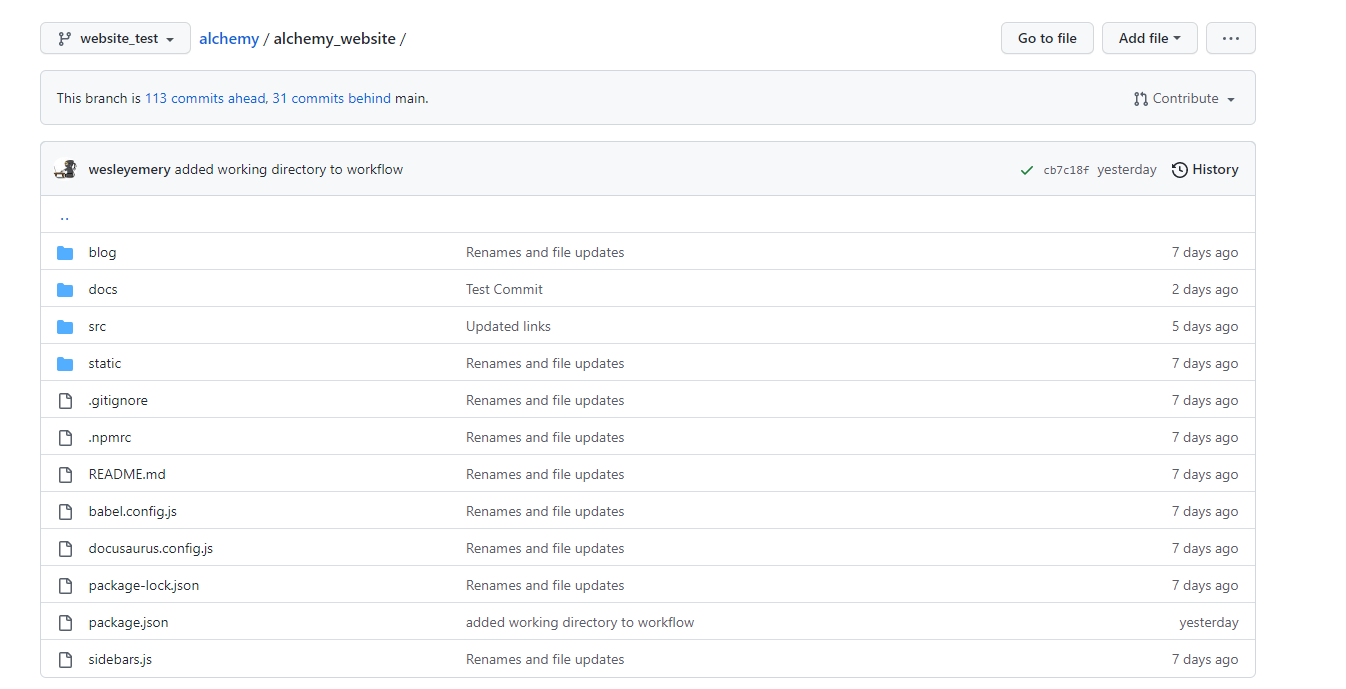 website_test alchemy / alchemy_website / Go to file Add file ...
This branch is 113 commits ahead, 31 commits behind main. Contribute
wesleyemery added working directory to workflow cb7c18f yesterday History
..
blog Renames and file updates 7 days ago
docs Test Commit 2 days ago
src Updated links 5 days ago
static Renames and file updates 7 days ago
.gitignore Renames and file updates 7 days ago
.npmrc Renames and file updates 7 days ago
README.md Renames and file updates 7 days ago
babel.config.js Renames and file updates 7 days ago
docusaurus.config.js Renames and file updates 7 days ago
package-lock.json Renames and file updates 7 days ago
package.json added working directory to workflow yesterday
sidebars.js Renames and file updates 7 days ago